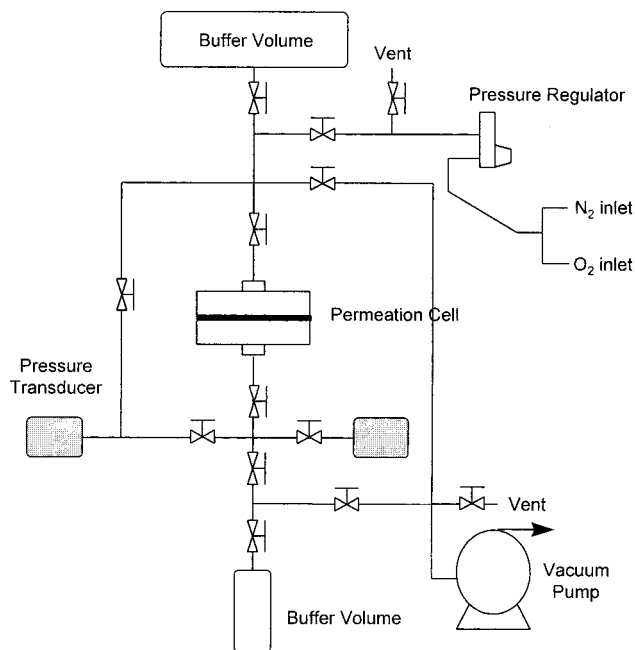 Buffer Volume
Vent
Pressure Regulator
N₂ inlet
O₂ inlet
Permeation Cell
Pressure
Transducer
Vent
Vacuum
Pump
Buffer Volume